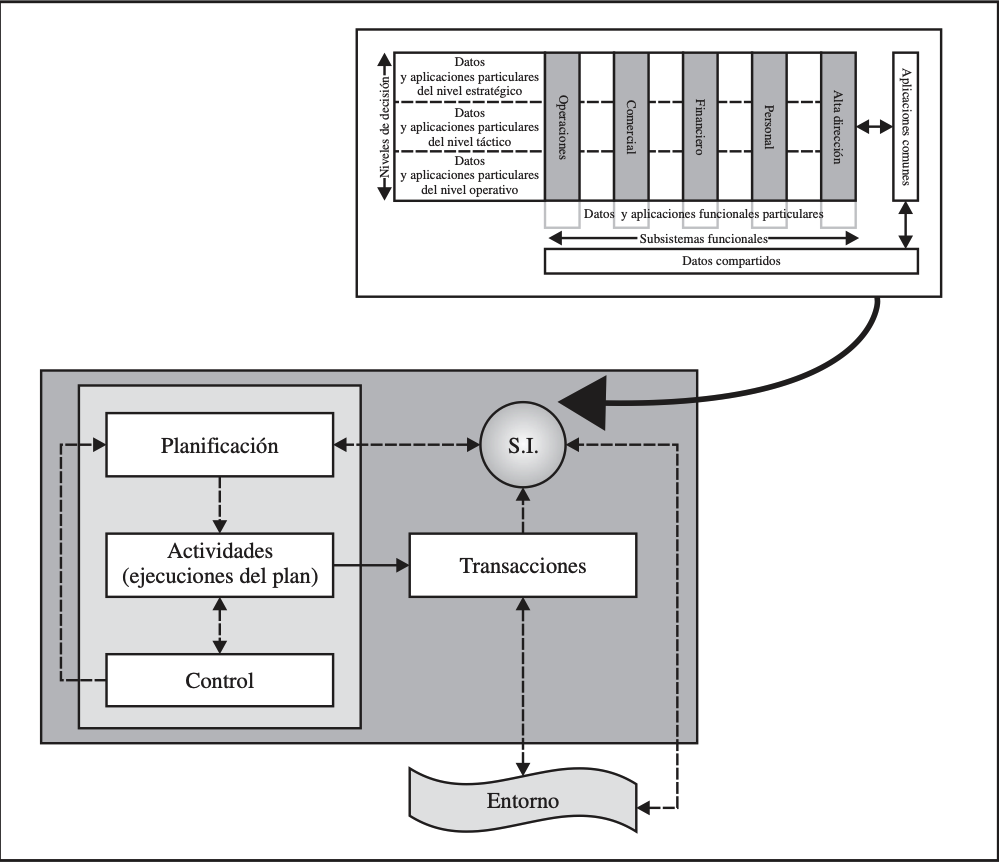 Niveles de decisión
Datos
y aplicaciones particulares
del nivel estratégico
Datos
y aplicaciones particulares
del nivel táctico
Datos
y aplicaciones particulares
del nivel operativo
Operaciones
Comercial
Financiero
Personal
Alta dirección
Aplicaciones comunes
Datos y aplicaciones funcionales particulares
Subsistemas funcionales
Datos compartidos
Planificación
S.I.
Actividades
(ejecuciones del plan)
Transacciones
Control
Entorno